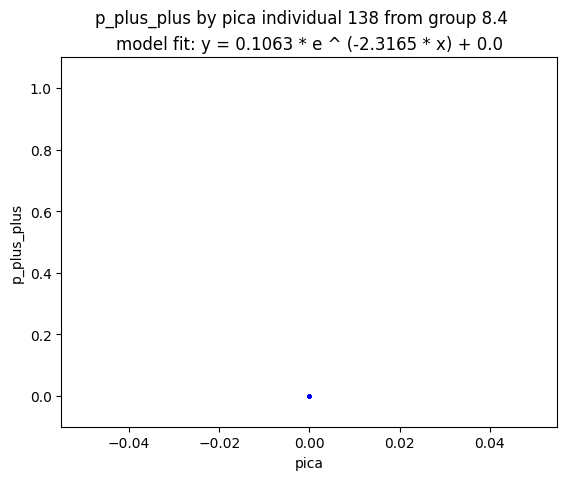 p_plus_plus by pica individual 138 from group 8.4
model fit: y = 0.1063 * e ^ (-2.3165 * x) + 0.0
1.0
0.8
0.6
0.4
0.2
0.0
p_plus_plus
−0.04
−0.02
0.00
0.02
0.04
pica